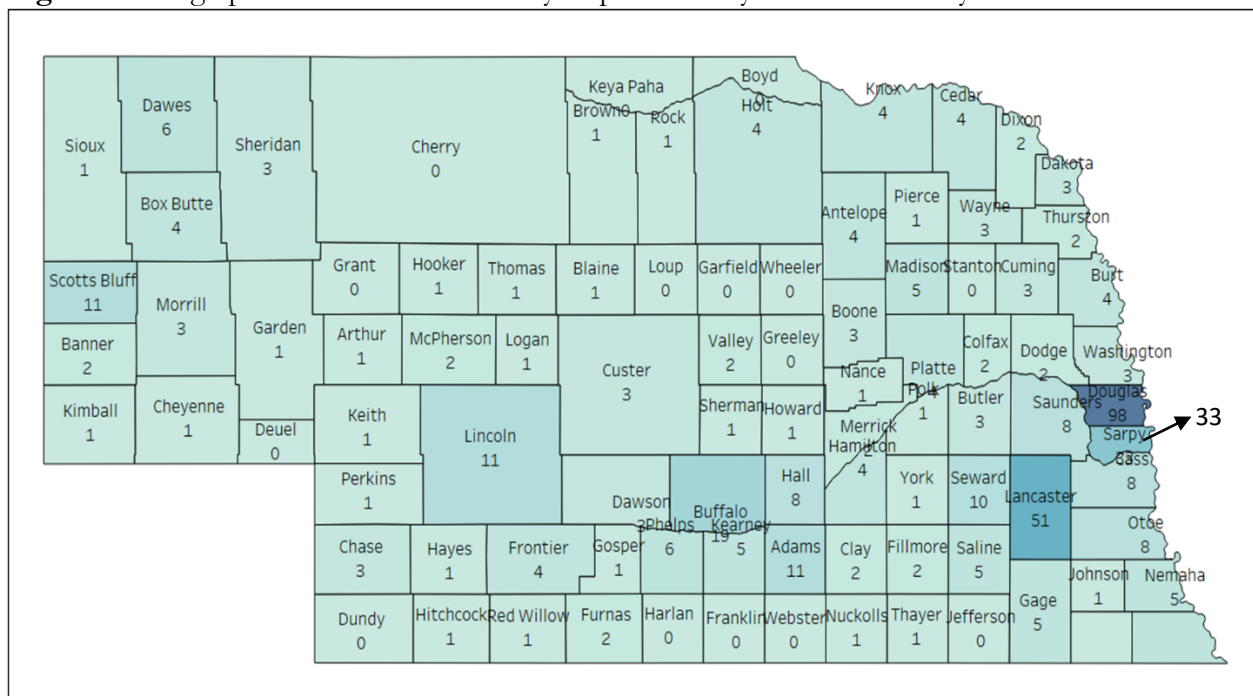 Keya Paha
Boyd
0
Knox
4
Cedar
4
Dawes
6
Brown0
1
Rock
1
Holt
4
Dixon
2
Sioux
1
Sheridan
3
Cherry
0
Dakota
3
Box Butte
4
Antelope
4
Pierce
1
Wayne
3
Thurston
2
Scotts Bluff
11
Morrill
3
Grant
0
Hooker
1
Thomas
1
Blaine
1
Loup
0
Garfield
0
Wheeler
0
Madison
5
Stanton
0
Cuming
3
Burt
4
Boone
3
Banner
2
Garden
1
Arthur
1
McPherson
2
Logan
1
Custer
3
Valley
2
Greeley
0
Nance
1
Platte
4
Colfax
2
Dodge
2
Washington
3
Kimball
1
Cheyenne
1
Deuel
0
Keith
1
Lincoln
11
Sherman
1
Howard
1
Merrick
2
Polk
1
Butler
3
Saunders
8
Douglas
98
Sarpy
33
33
Perkins
1
Dawson
3
Buffalo
19
Hall
8
Hamilton
4
York
1
Seward
10
Lancaster
51
Cass
8
Otoe
8
Chase
3
Hayes
1
Frontier
4
Gosper
1
Phelps
6
Kearney
5
Adams
11
Clay
2
Fillmore
2
Saline
5
Johnson
1
Nemaha
5
Dundy
0
Hitchcock
1
Red Willow
1
Furnas
2
Harlan
0
Franklin
0
Webster
0
Nuckolls
1
Thayer
1
Jefferson
0
Gage
5